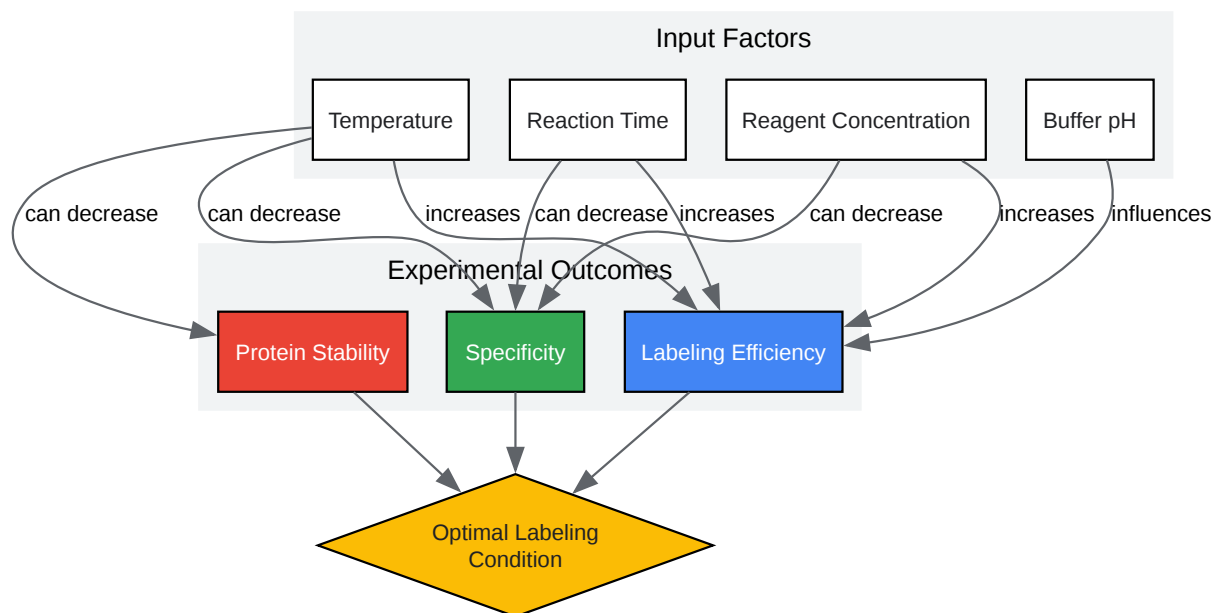 Input Factors
Temperature
Reaction Time
Reagent Concentration
Buffer pH
can decrease
can decrease
increases
can decrease
increases
can decrease
increases
influences
Experimental Outcomes
Protein Stability
Specificity
Labeling Efficiency
Optimal Labeling
Condition